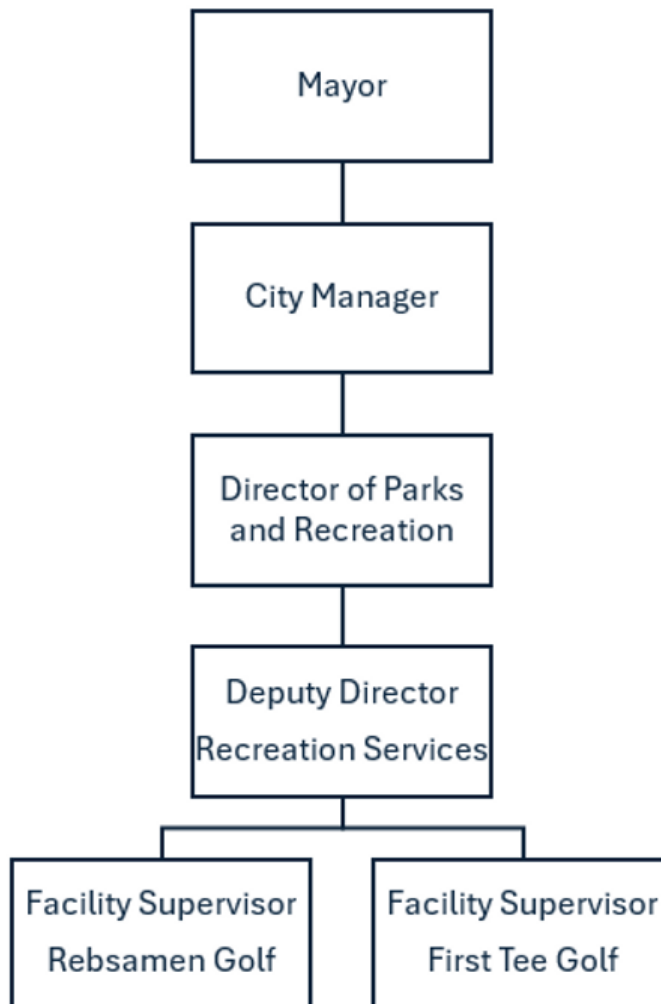 Mayor
City Manager
Director of Parks
and Recreation
Deputy Director
Recreation Services
Facility Supervisor
Rebsamen Golf
Facility Supervisor
First Tee Golf